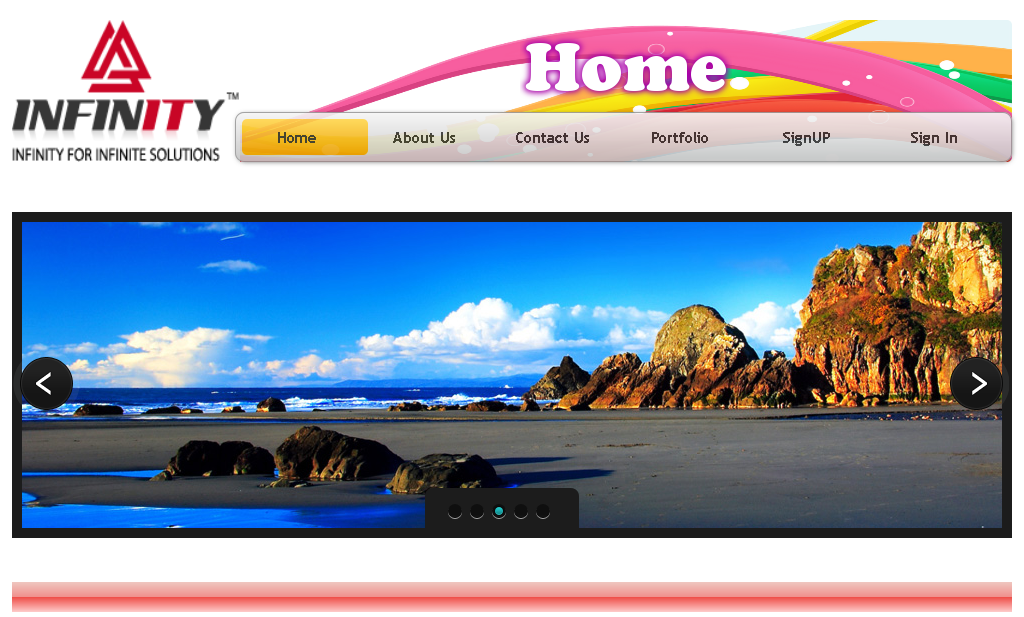 Home
INFINITY™
INFINITY FOR INFINITE SOLUTIONS
Home About Us Contact Us Portfolio SignUP Sign In